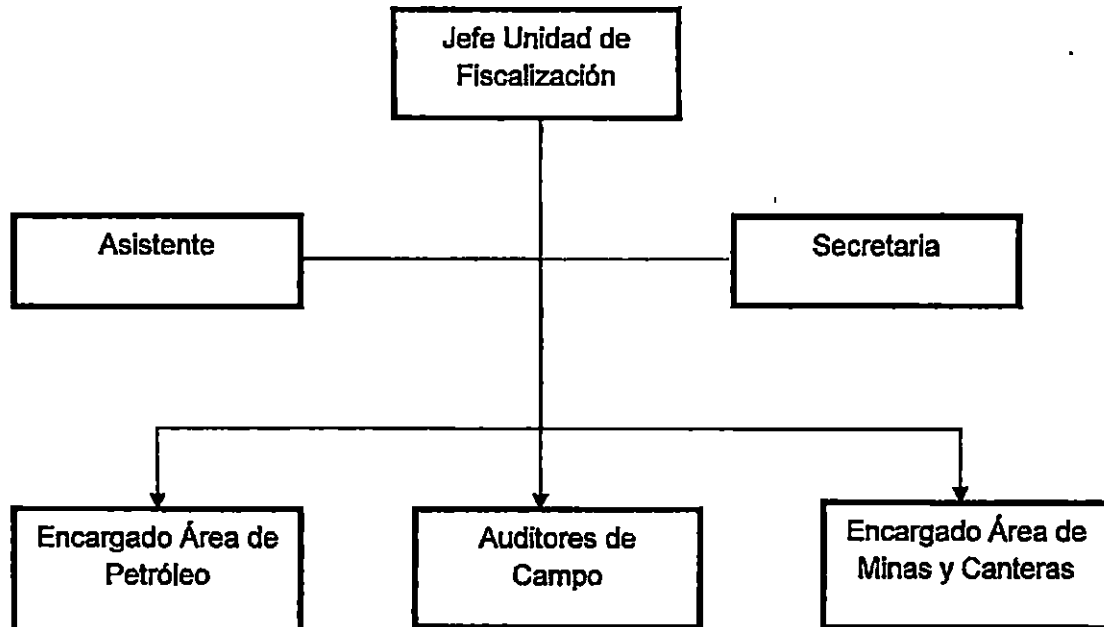 Jefe Unidad de
Fiscalización
Asistente
Secretaria
Encargado Área de
Petróleo
Auditores de
Campo
Encargado Área de
Minas y Canteras